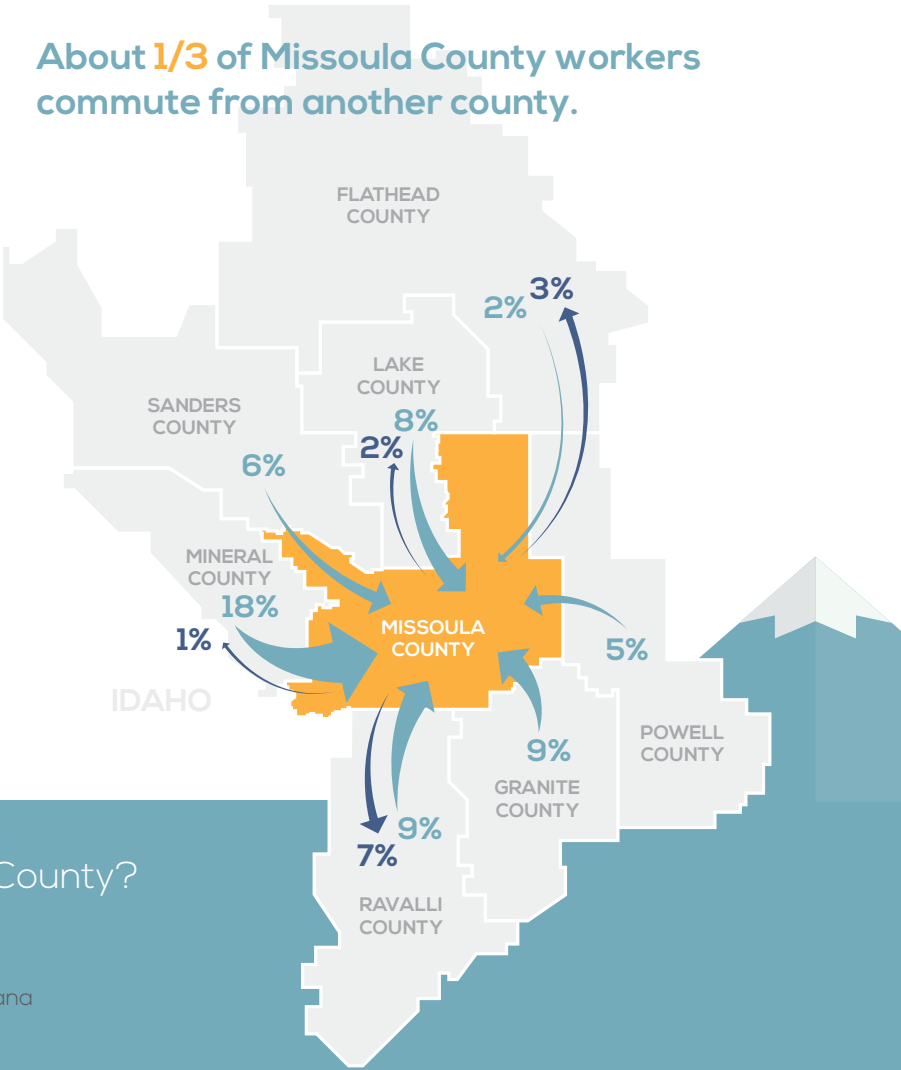 About 1/3 of Missoula County workers
commute from another county.
FLATHEAD
COUNTY
2%
3%
LAKE
COUNTY
8%
2%
SANDERS
COUNTY
6%
MINERAL
COUNTY
18%
1%
MISSOULA
COUNTY
5%
IDAHO
POWELL
COUNTY
9%
GRANITE
COUNTY
9%
7%
RAVALLI
COUNTY
County?
ana